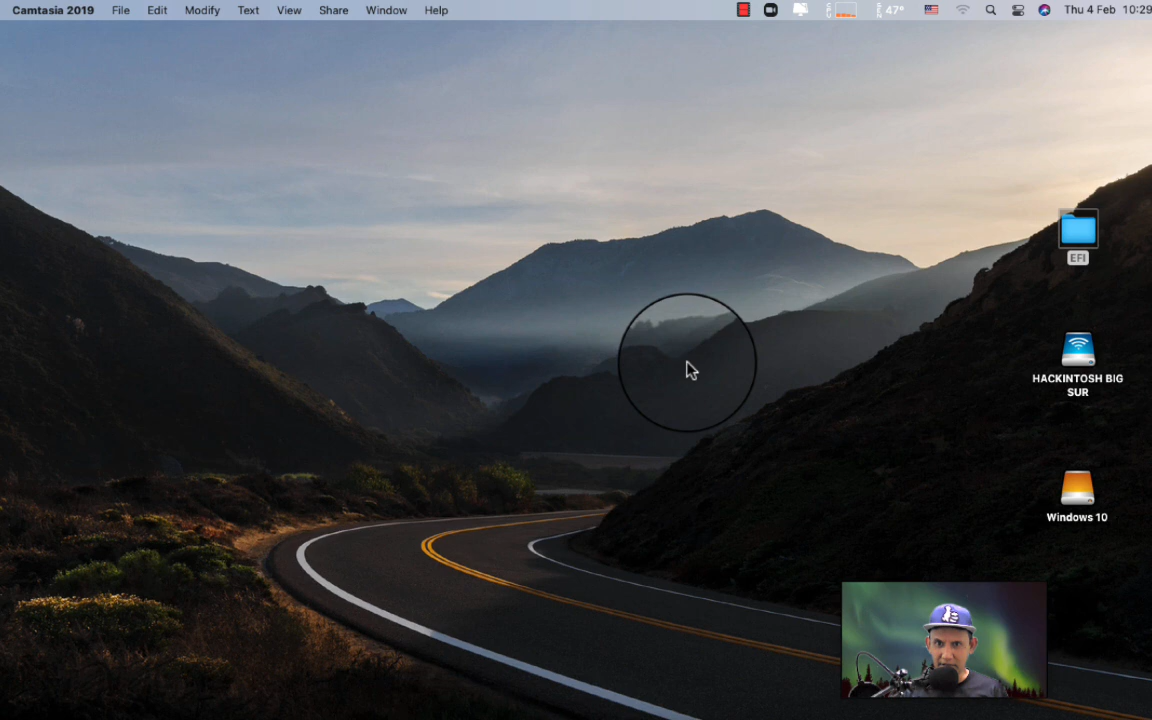 Camtasia 2019 File Edit Modify Text View Share Window Help 47° Thu 4 Feb 10:29
EFI
HACKINTOSH BIG
SUR
Windows 10